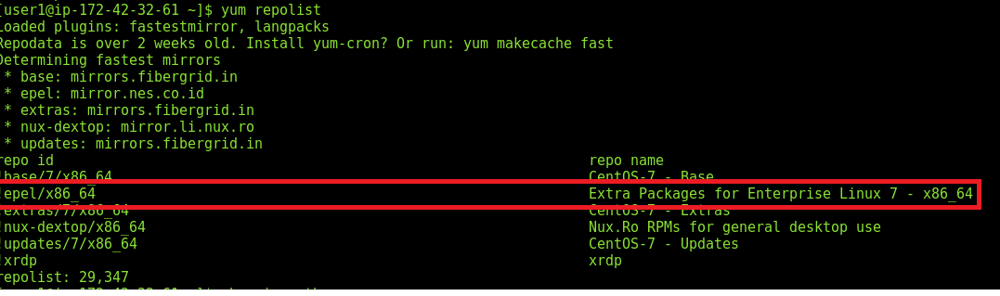 [user1@ip-172-42-32-61 ~]$ yum repolist
Loaded plugins: fastestmirror, langpacks
Repodata is over 2 weeks old. Install yum-cron? Or run: yum makecache fast
Determining fastest mirrors
* base: mirrors.fibergrid.in
* epel: mirror.nes.co.id
* extras: mirrors.fibergrid.in
* nux-dextop: mirror.li.nux.ro
* updates: mirrors.fibergrid.in
repo id repo name
!base/7/x86_64 CentOS-7 - Base
!epel/x86_64 Extra Packages for Enterprise Linux 7 - x86_64
!extras/7/x86_64 CentOS-7 - Extras
!nux-dextop/x86_64 Nux.Ro RPMs for general desktop use
!updates/7/x86_64 CentOS-7 - Updates
!xrdp xrdp
repolist: 29,347